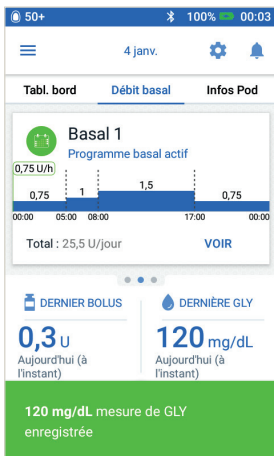 50+ 100% 00:03
4 janv.
Tabl. bord Débit basal Infos Pod
Basal 1
Programme basal actif
0,75 U/h
0,75 1 1,5 0,75
00:00 05:00 08:00 17:00 00:00
Total : 25,5 U/jour VOIR
DERNIER BOLUS DERNIÈRE GLY
0,3 U 120 mg/dL
Aujourd'hui (à Aujourd'hui (à
l'instant) l'instant)
120 mg/dL mesure de GLY
enregistrée